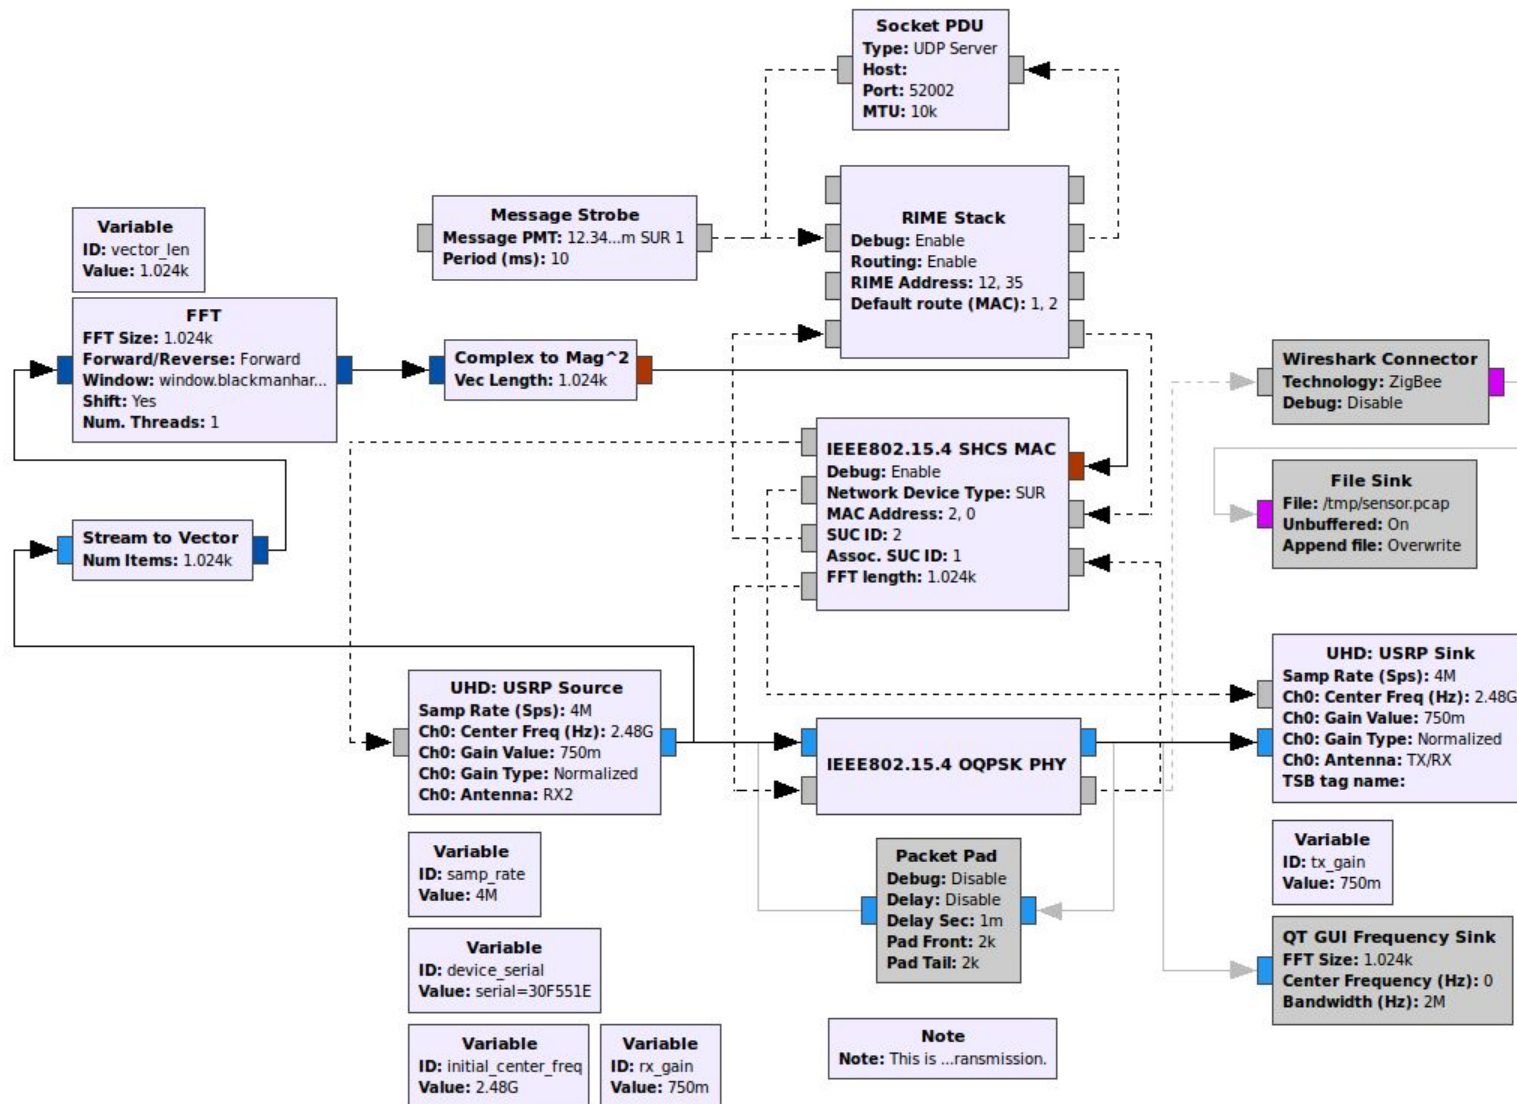 Socket PDU
Type: UDP Server
Host:
Port: 52002
MTU: 10k
RIME Stack
Debug: Enable
Routing: Enable
RIME Address: 12, 35
Default route (MAC): 1, 2
Message Strobe
Message PMT: 12.34...m SUR 1
Period (ms): 10
Variable
ID: vector_len
Value: 1.024k
FFT
FFT Size: 1.024k
Forward/Reverse: Forward
Window: window.blackmanhar...
Shift: Yes
Num. Threads: 1
Complex to Mag^2
Vec Length: 1.024k
Wireshark Connector
Technology: ZigBee
Debug: Disable
IEEE802.15.4 SHCS MAC
Debug: Enable
Network Device Type: SUR
MAC Address: 2, 0
SUC ID: 2
Assoc. SUC ID: 1
FFT length: 1.024k
File Sink
File: /tmp/sensor.pcap
Unbuffered: On
Append file: Overwrite
Stream to Vector
Num Items: 1.024k
UHD: USRP Source
Samp Rate (Sps): 4M
Ch0: Center Freq (Hz): 2.48G
Ch0: Gain Value: 750m
Ch0: Gain Type: Normalized
Ch0: Antenna: RX2
IEEE802.15.4 OQPSK PHY
UHD: USRP Sink
Samp Rate (Sps): 4M
Ch0: Center Freq (Hz): 2.48G
Ch0: Gain Value: 750m
Ch0: Gain Type: Normalized
Ch0: Antenna: TX/RX
TSB tag name:
Variable
ID: samp_rate
Value: 4M
Packet Pad
Debug: Disable
Delay: Disable
Delay Sec: 1m
Pad Front: 2k
Pad Tail: 2k
Variable
ID: tx_gain
Value: 750m
Variable
ID: device_serial
Value: serial=30F551E
QT GUI Frequency Sink
FFT Size: 1.024k
Center Frequency (Hz): 0
Bandwidth (Hz): 2M
Variable
ID: initial_center_freq
Value: 2.48G
Variable
ID: rx_gain
Value: 750m
Note
Note: This is ...ransmission.